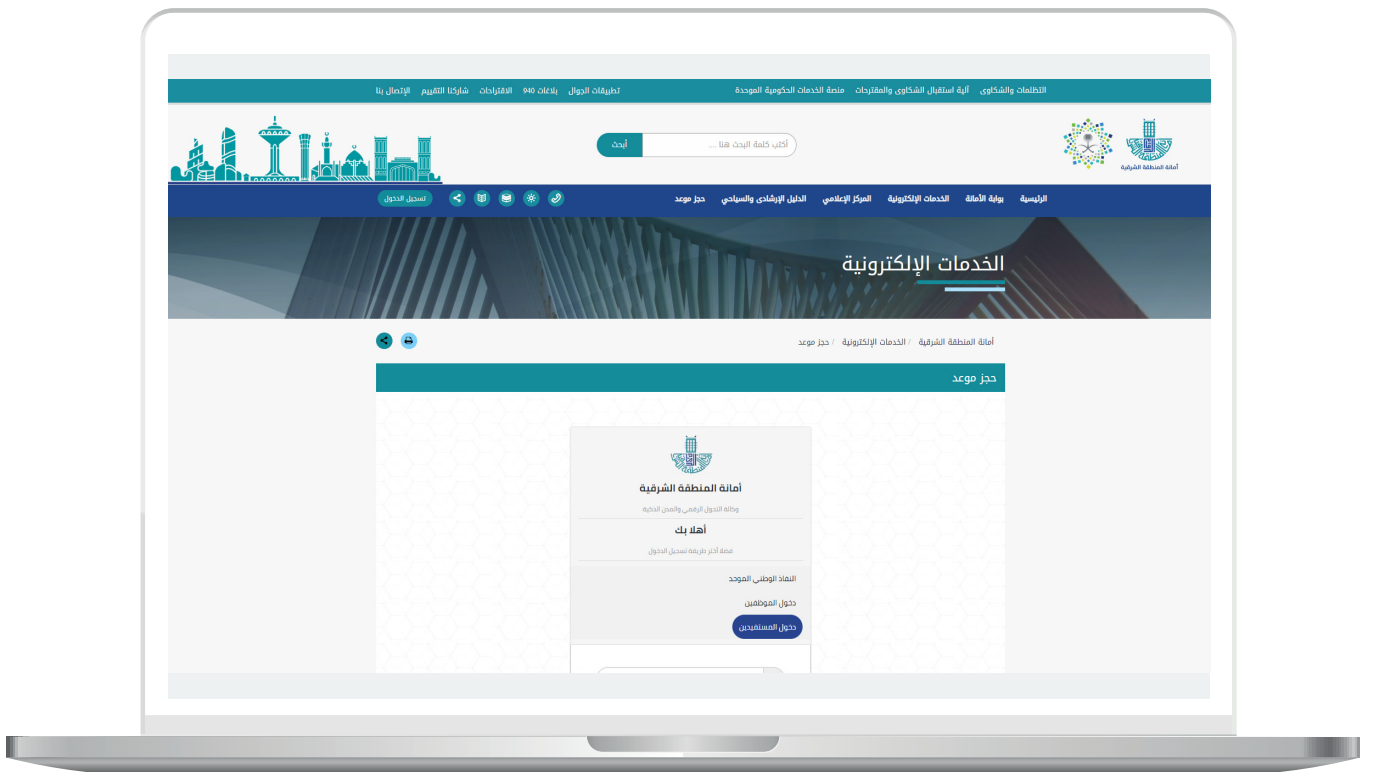 التظلمات والشكاوى آلية استقبال الشكاوى والمقترحات منصة الخدمات الحكومية الموحدة تطبيقات الجوال بلاغات 940 الاقتراحات شاركنا التقييم الإتصال بنا
أمانة المنطقة الشرقية
أكتب كلمة البحث هنا ... أبحث
الرئيسية بوابة الأمانة الخدمات الإلكترونية المركز الإعلامي الدليل الإرشادى والسياحي حجز موعد تسجيل الدخول
الخدمات الإلكترونية
أمانة المنطقة الشرقية / الخدمات الإلكترونية / حجز موعد
حجز موعد
أمانة المنطقة الشرقية
وكالة التحول الرقمي والمدن الذكية
أهلا بك
فضلا أختر طريقة تسجيل الدخول
النفاذ الوطني الموحد
دخول الموظفين
دخول المستفيدين